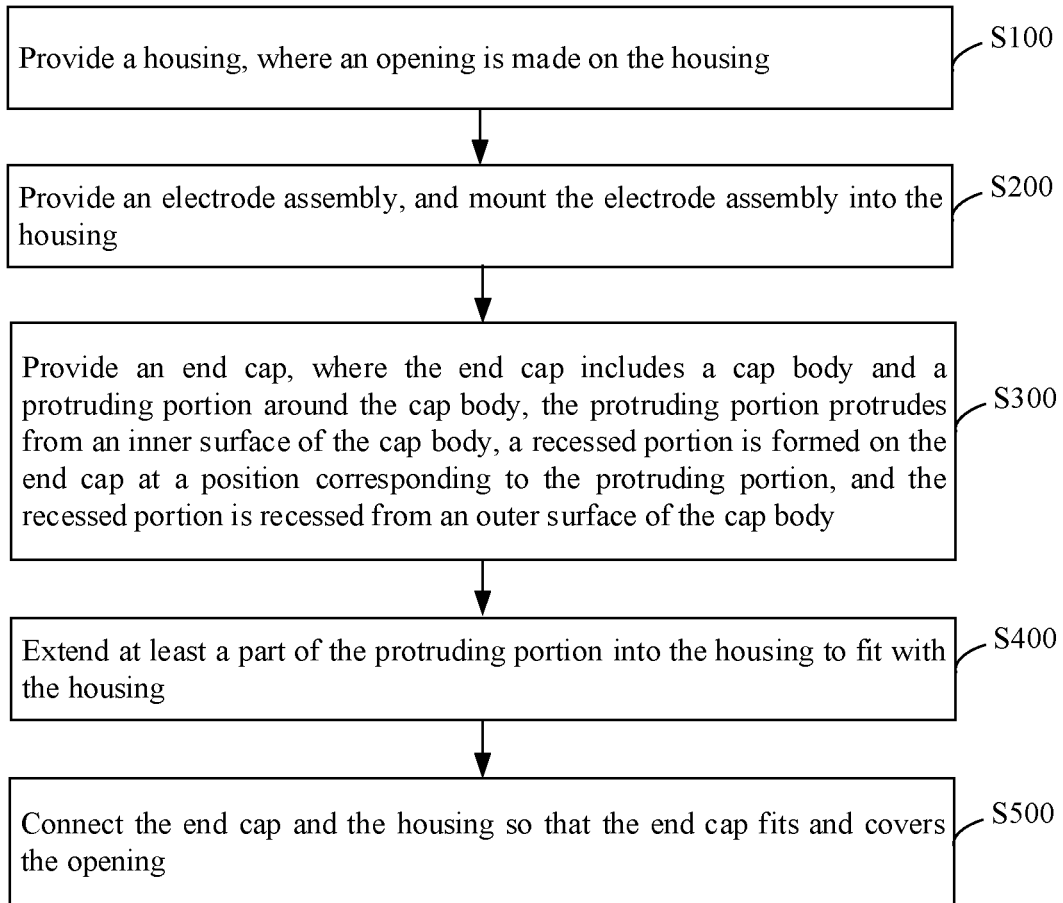 Provide a housing, where an opening is made on the housing
S100
Provide an electrode assembly, and mount the electrode assembly into the
housing
S200
Provide an end cap, where the end cap includes a cap body and a
protruding portion around the cap body, the protruding portion protrudes
from an inner surface of the cap body, a recessed portion is formed on the
end cap at a position corresponding to the protruding portion, and the
recessed portion is recessed from an outer surface of the cap body
S300
Extend at least a part of the protruding portion into the housing to fit with
the housing
S400
Connect the end cap and the housing so that the end cap fits and covers
the opening
S500